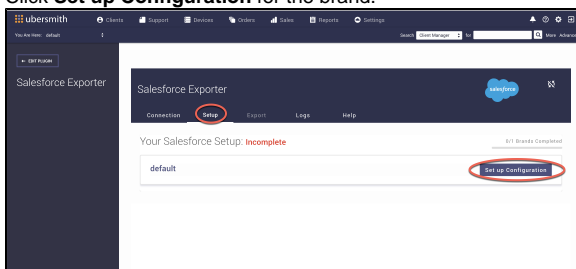 Click Set up Configuration for the brand.
ubersmith Clients Support Devices Orders Sales Reports Settings
You Are Here: default Search Client Manager for More Advanced
← EXIT PLUGIN
Salesforce Exporter
Salesforce Exporter salesforce
Connection Setup Export Logs Help
Your Salesforce Setup: Incomplete 0/1 Brands Completed
default Set up Configuration